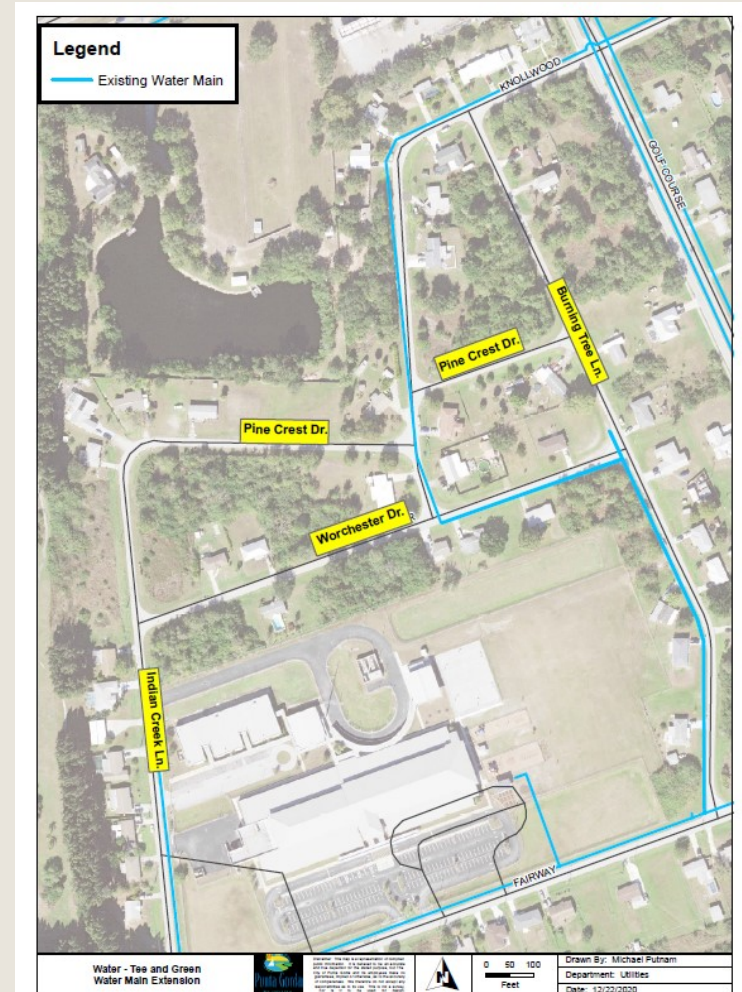 Legend
Existing Water Main
KNOLLWOOD
GOLF COURSE
Burning Tree Ln.
Pine Crest Dr.
Pine Crest Dr.
Worchester Dr.
Indian Creek Ln.
FAIRWAY
Water - Tee and Green
Water Main Extension
Punta Gorda
N
0 50 100
Feet
Drawn By: Michael Putnam
Department: Utilities
Date: 12/22/2020